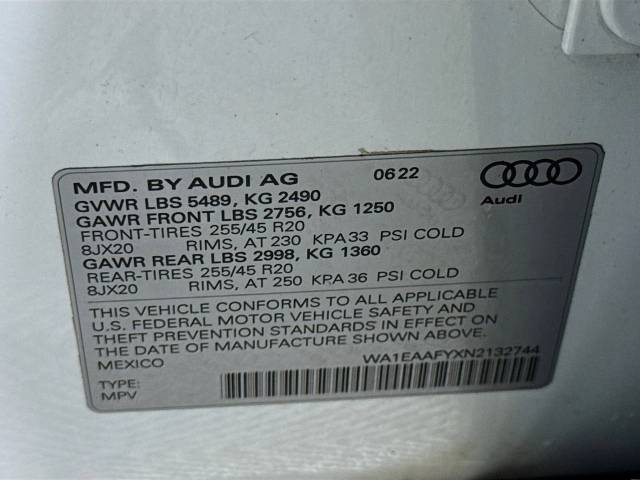 MFD. BY AUDI AG 06.22
GVWR LBS 5489, KG 2490
GAWR FRONT LBS 2756, KG 1250
FRONT-TIRES 255/45 R20
8JX20 RIMS, AT 230 KPA 33 PSI COLD
GAWR REAR LBS 2998, KG 1360
REAR-TIRES 255/45 R20
8JX20 RIMS, AT 250 KPA 36 PSI COLD
Audi
THIS VEHICLE CONFORMS TO ALL APPLICABLE
U.S. FEDERAL MOTOR VEHICLE SAFETY AND
THEFT PREVENTION STANDARDS IN EFFECT ON
THE DATE OF MANUFACTURE SHOWN ABOVE.
MEXICO
WA1EAAFYXN2132744
TYPE:
MPV